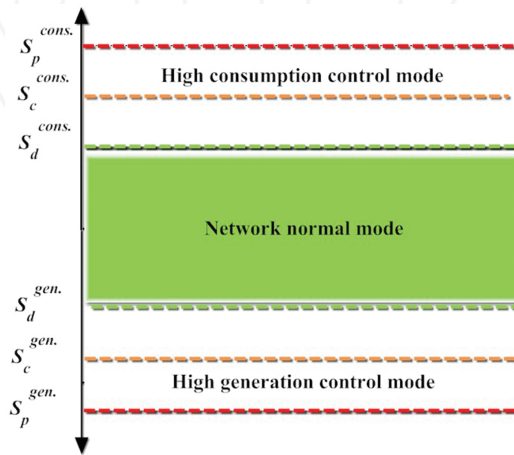 S_p^cons.
High consumption control mode
S_c^cons.
S_d^cons.
Network normal mode
S_d^gen.
S_c^gen.
High generation control mode
S_p^gen.